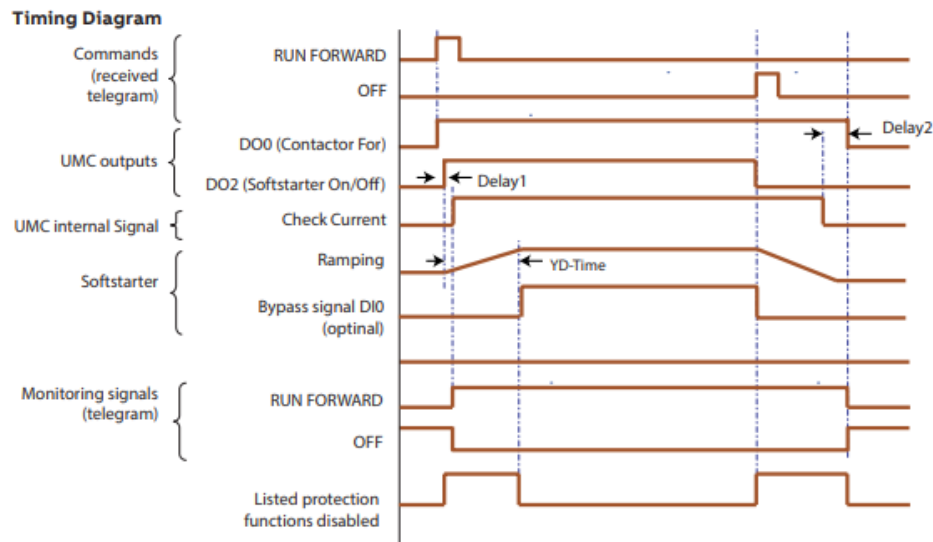 Timing Diagram
Commands
(received
telegram)
RUN FORWARD
OFF
UMC outputs
DO0 (Contactor For)
Delay2
DO2 (Softstarter On/Off)
Delay1
UMC internal Signal
Check Current
Softstarter
Ramping
YD-Time
Bypass signal DI0
(optinal)
Monitoring signals
(telegram)
RUN FORWARD
OFF
Listed protection
functions disabled